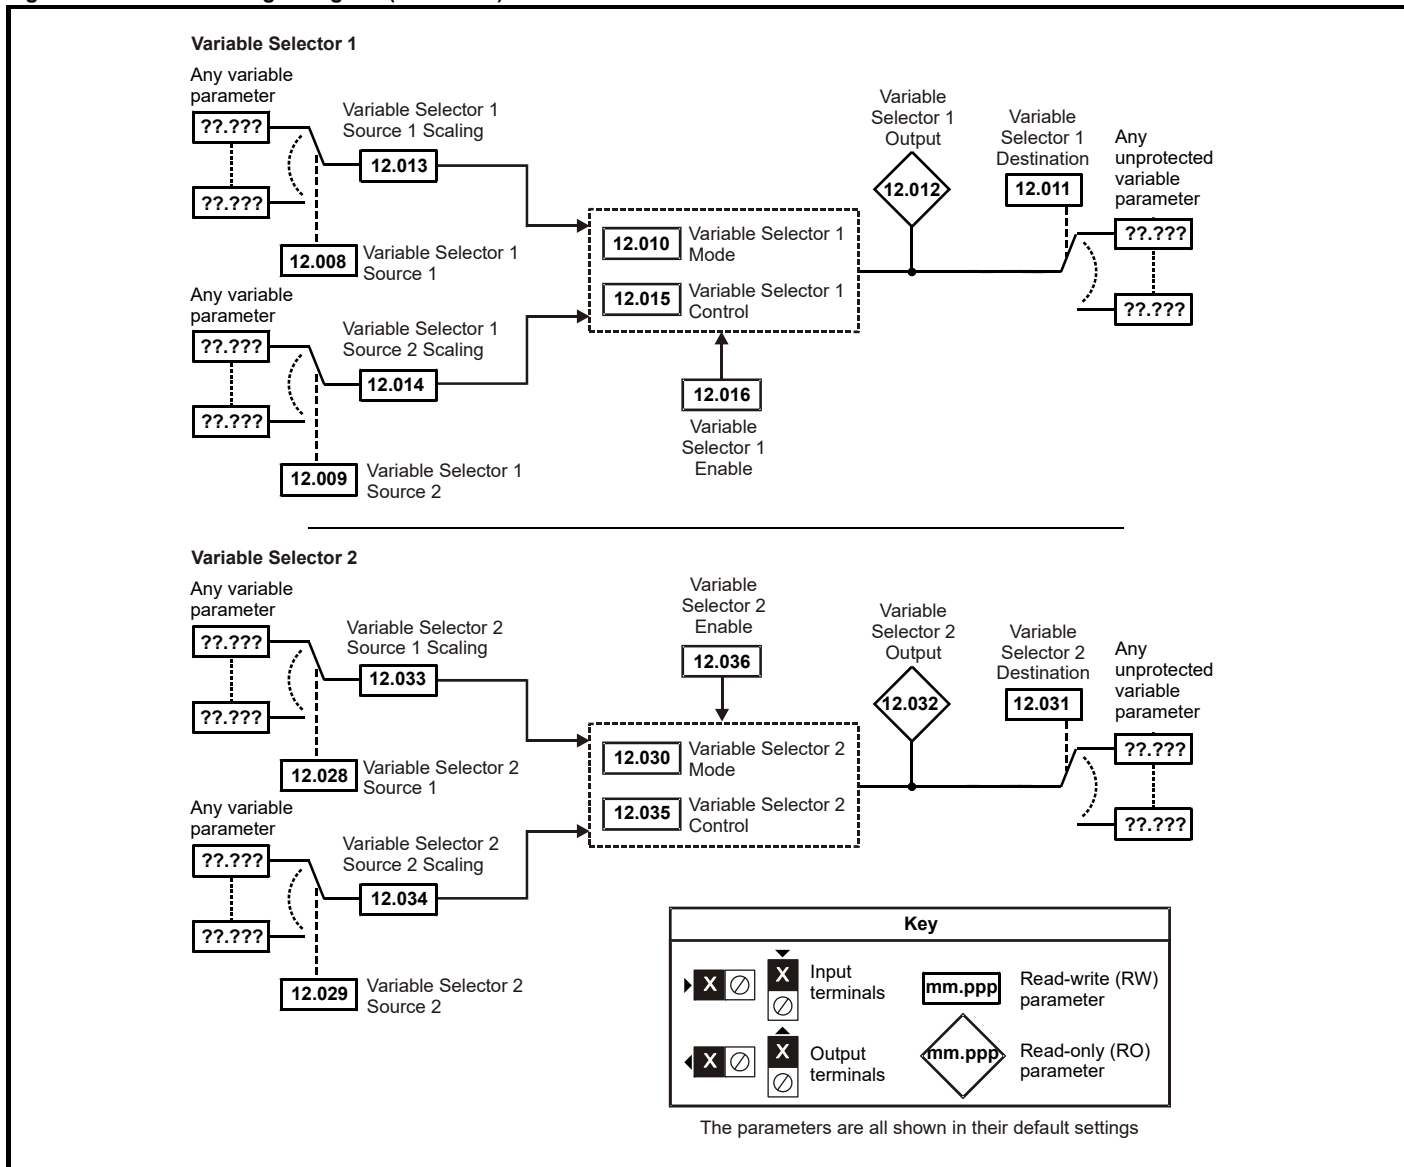 Variable Selector 1
Any variable
parameter
??.???
??.???
Variable Selector 1
Source 1 Scaling
12.013
12.008
Variable Selector 1
Source 1
Any variable
parameter
??.???
??.???
Variable Selector 1
Source 2 Scaling
12.014
12.009
Variable Selector 1
Source 2
12.010
Variable Selector 1
Mode
12.015
Variable Selector 1
Control
12.016
Variable
Selector 1
Enable
Variable
Selector 1
Output
12.012
Variable
Selector 1
Destination
12.011
Any
unprotected
variable
parameter
??.???
??.???
Variable Selector 2
Any variable
parameter
??.???
??.???
Variable Selector 2
Source 1 Scaling
12.033
12.028
Variable Selector 2
Source 1
Any variable
parameter
??.???
??.???
Variable Selector 2
Source 2 Scaling
12.034
12.029
Variable Selector 2
Source 2
Variable
Selector 2
Enable
12.036
12.030
Variable Selector 2
Mode
12.035
Variable Selector 2
Control
Variable
Selector 2
Output
12.032
Variable
Selector 2
Destination
12.031
Any
unprotected
variable
parameter
??.???
??.???
Key
X
X
Input
terminals
mm.ppp
Read-write (RW)
parameter
X
X
Output
terminals
mm.ppp
Read-only (RO)
parameter
The parameters are all shown in their default settings